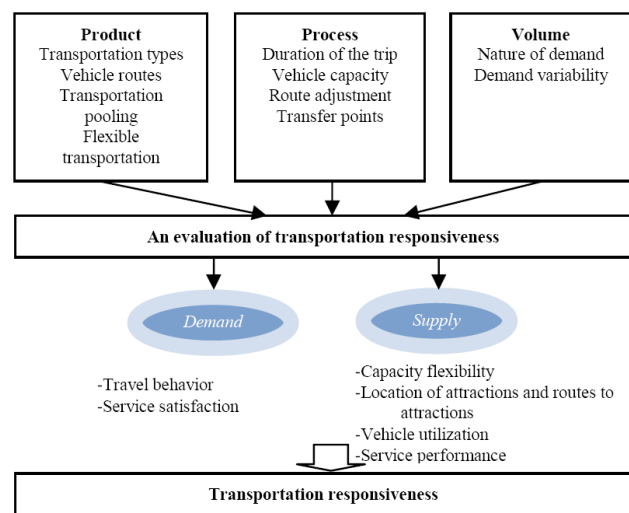 Product
Transportation types
Vehicle routes
Transportation
pooling
Flexible
transportation
Process
Duration of the trip
Vehicle capacity
Route adjustment
Transfer points
Volume
Nature of demand
Demand variability
An evaluation of transportation responsiveness
Demand
-Travel behavior
-Service satisfaction
Supply
-Capacity flexibility
-Location of attractions and routes to
attractions
-Vehicle utilization
-Service performance
Transportation responsiveness